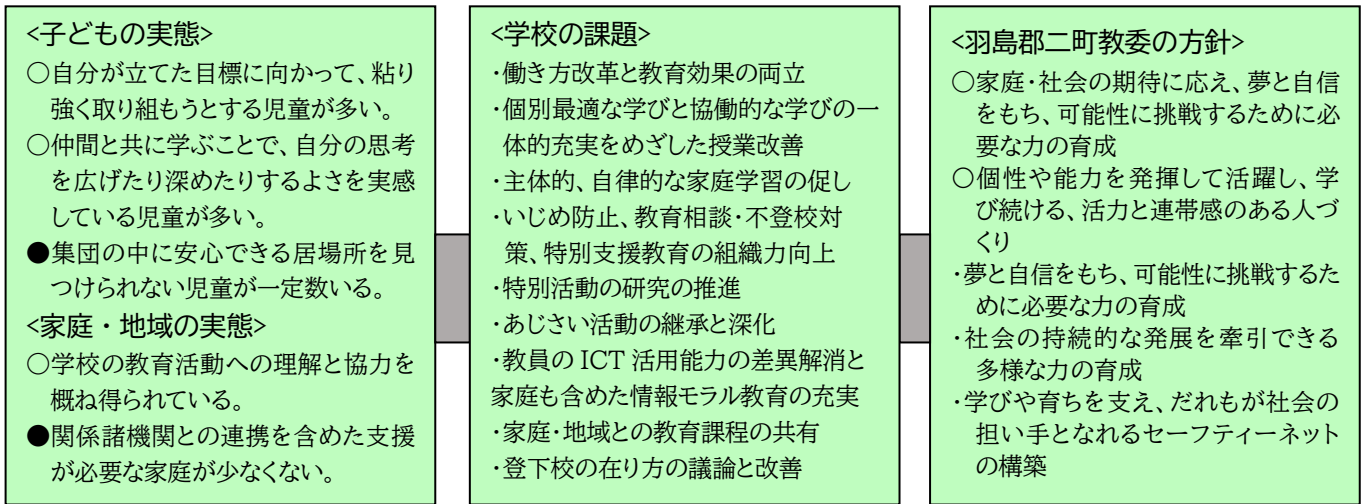 <子どもの実態>
○自分が立てた目標に向かって、粘り
強く取り組もうとする児童が多い。
○仲間と共に学ぶことで、自分の思考
を広げたり深めたりするよさを実感
している児童が多い。
●集団の中に安心できる居場所を見
つけられない児童が一定数いる。
<家庭・地域の実態>
○学校の教育活動への理解と協力を
概ね得られている。
●関係諸機関との連携を含めた支援
が必要な家庭が少なくない。
<学校の課題>
・働き方改革と教育効果の両立
・個別最適な学びと協働的な学びの一
体的充実をめざした授業改善
・主体的、自律的な家庭学習の促し
・いじめ防止、教育相談・不登校対
策、特別支援教育の組織力向上
・特別活動の研究の推進
・あじさい活動の継承と深化
・教員の ICT 活用能力の差異解消と
家庭も含めた情報モラル教育の充実
・家庭・地域との教育課程の共有
・登下校の在り方の議論と改善
<羽島郡二町教委の方針>
○家庭・社会の期待に応え、夢と自信
をもち、可能性に挑戦するために必
要な力の育成
○個性や能力を発揮して活躍し、学
び続ける、活力と連帯感のある人づ
くり
・夢と自信をもち、可能性に挑戦するた
めに必要な力の育成
・社会の持続的な発展を牽引できる
多様な力の育成
・学びや育ちを支え、だれもが社会の
担い手となれるセーフティーネット
の構築